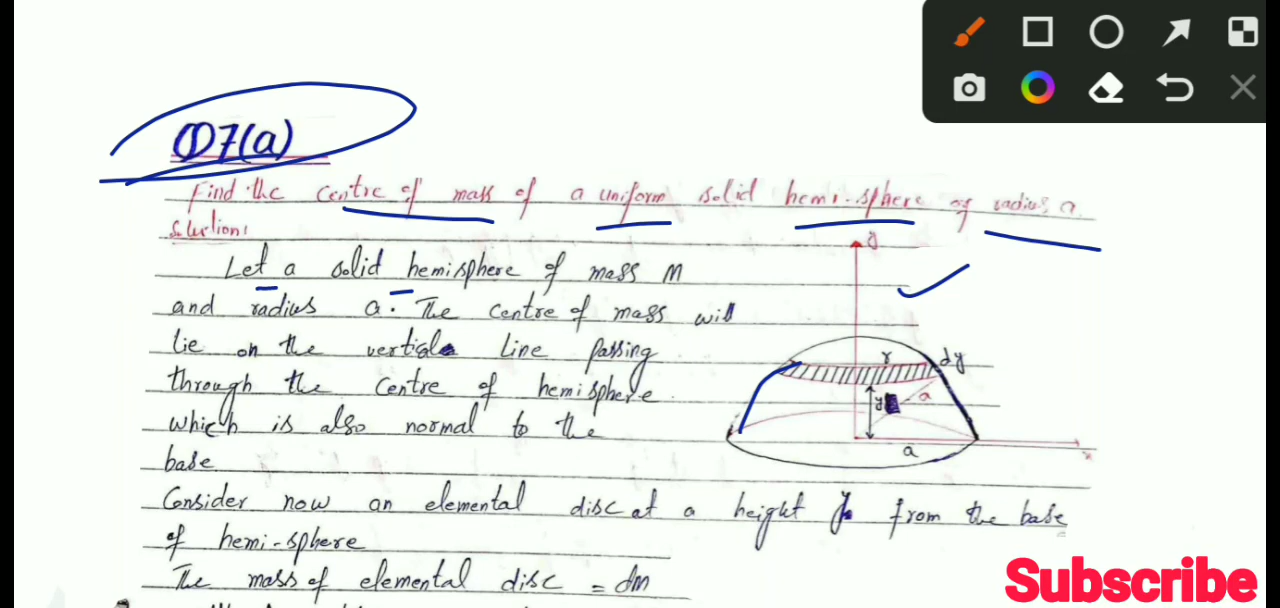 Q7(a)
Find the centre of mass of a uniform solid hemi-sphere of radius a.
Solution:
Let a solid hemisphere of mass M
and radius a. The centre of mass will
lie on the vertical line passing
through the centre of hemisphere
which is also normal to the
base
y
r
dy
y
a
a
x
Consider now an elemental disc at a height y from the base
of hemi-sphere
The mass of elemental disc = dm
Subscribe